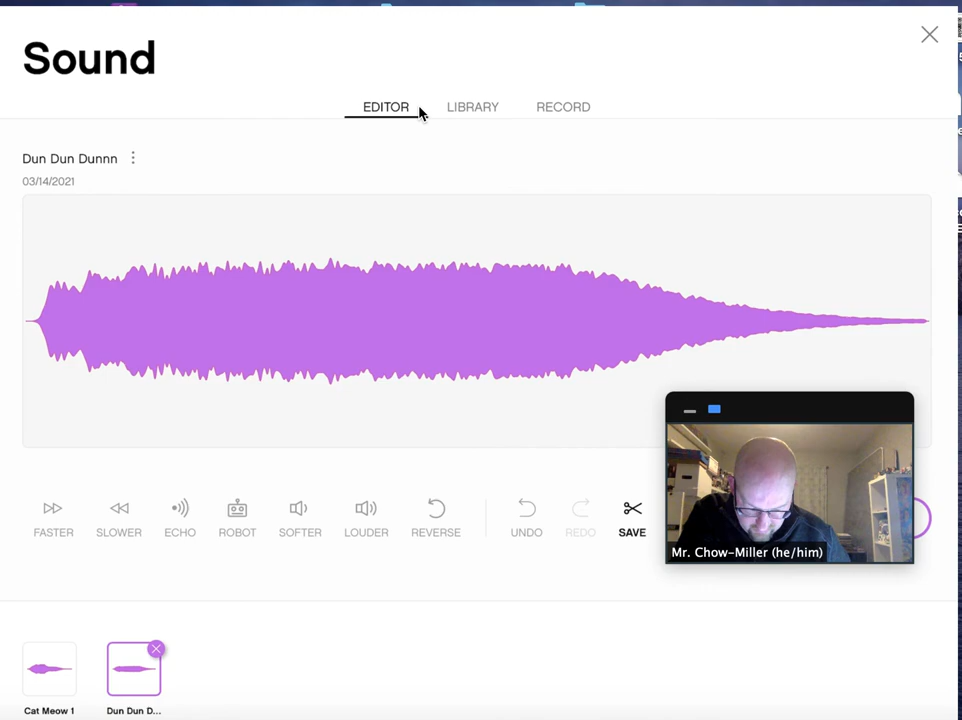 Sound
EDITOR LIBRARY RECORD
Dun Dun Dunnn
03/14/2021
FASTER SLOWER ECHO ROBOT SOFTER LOUDER REVERSE UNDO REDO SAVE
Mr. Chow-Miller (he/him)
Cat Meow 1 Dun Dun D...